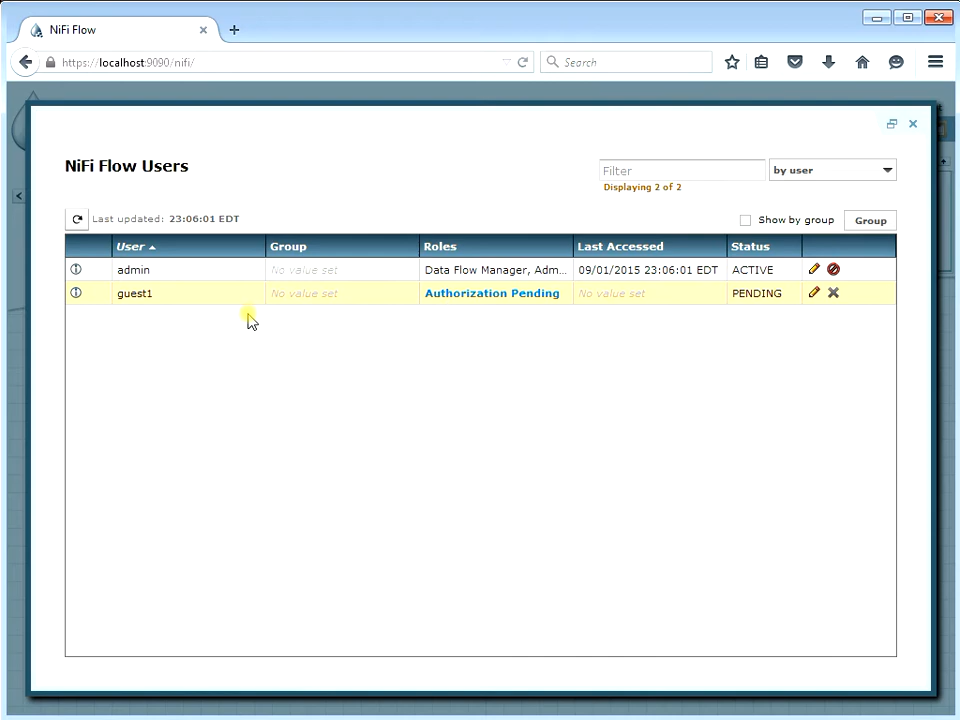 NiFi Flow
https://localhost:9090/nifi/
Search
NiFi Flow Users
Filter
by user
Displaying 2 of 2
Last updated: 23:06:01 EDT
Show by group
Group
User Group Roles Last Accessed Status
admin No value set Data Flow Manager, Adm... 09/01/2015 23:06:01 EDT ACTIVE
guest1 No value set Authorization Pending No value set PENDING